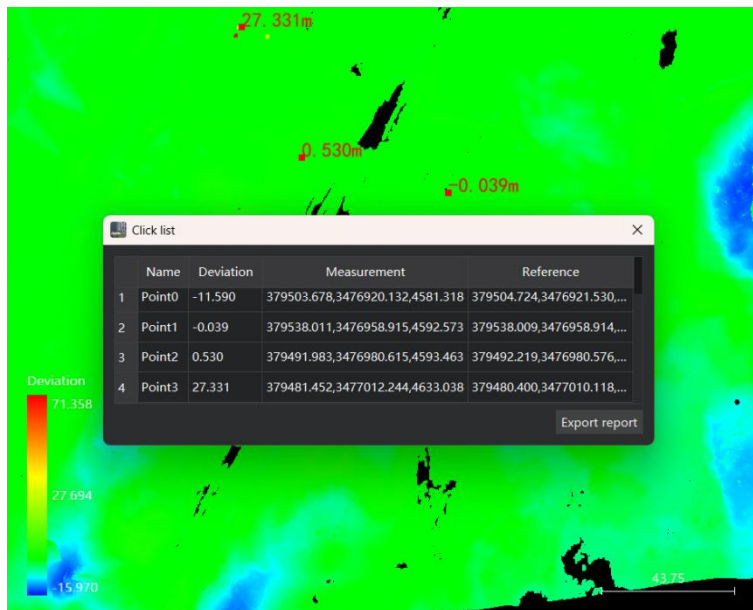 27.331m
0.530m
-0.039m
Click list
Name Deviation Measurement Reference
1 Point0 -11.590 379503.678,3476920.132,4581.318 379504.724,3476921.530,...
2 Point1 -0.039 379538.011,3476958.915,4592.573 379538.009,3476958.914,...
3 Point2 0.530 379491.983,3476980.615,4593.463 379492.219,3476980.576,...
4 Point3 27.331 379481.452,3477012.244,4633.038 379480.400,3477010.118,...
Export report
Deviation
71.358
27.694
-15.970
43.75